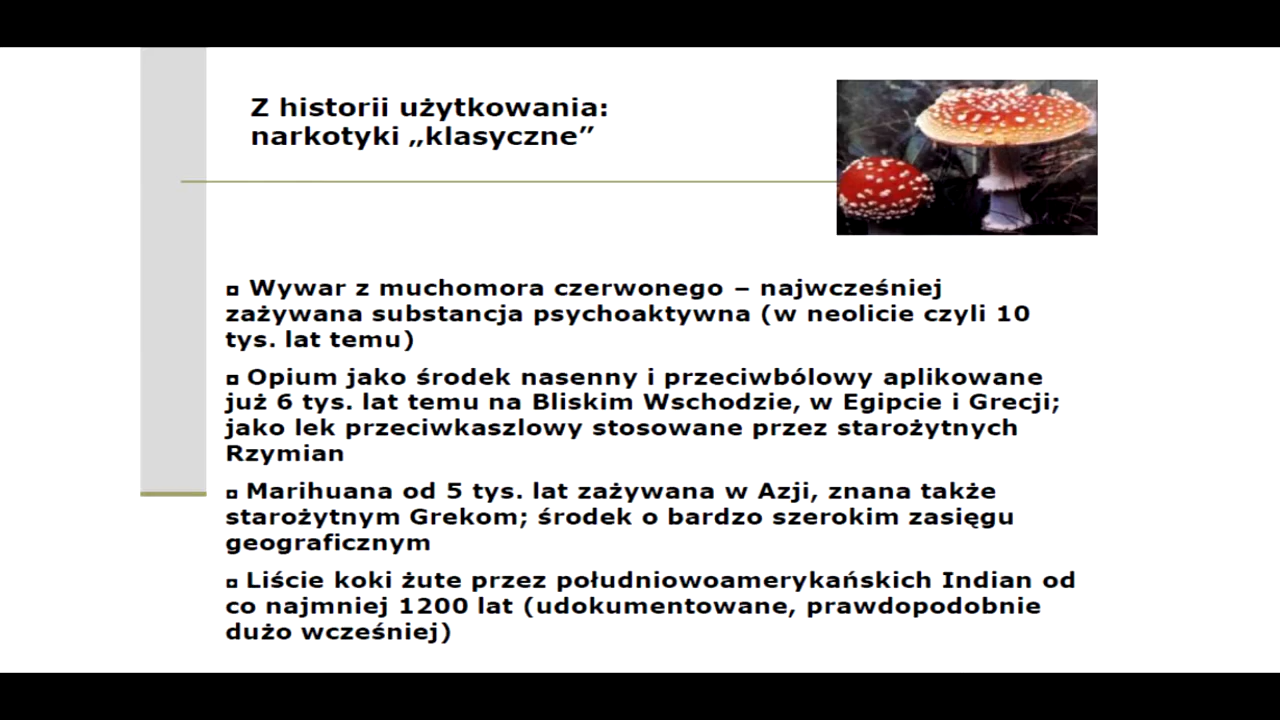 Z historii użytkowania:
narkotyki „klasyczne”
◘ Wywar z muchomora czerwonego – najwcześniej
zażywana substancja psychoaktywna (w neolicie czyli 10
tys. lat temu)
◘ Opium jako środek nasenny i przeciwbólowy aplikowane
już 6 tys. lat temu na Bliskim Wschodzie, w Egipcie i Grecji;
jako lek przeciwkaszlowy stosowane przez starożytnych
Rzymian
◘ Marihuana od 5 tys. lat zażywana w Azji, znana także
starożytnym Grekom; środek o bardzo szerokim zasięgu
geograficznym
◘ Liście koki żute przez południowoamerykańskich Indian od
co najmniej 1200 lat (udokumentowane, prawdopodobnie
dużo wcześniej)